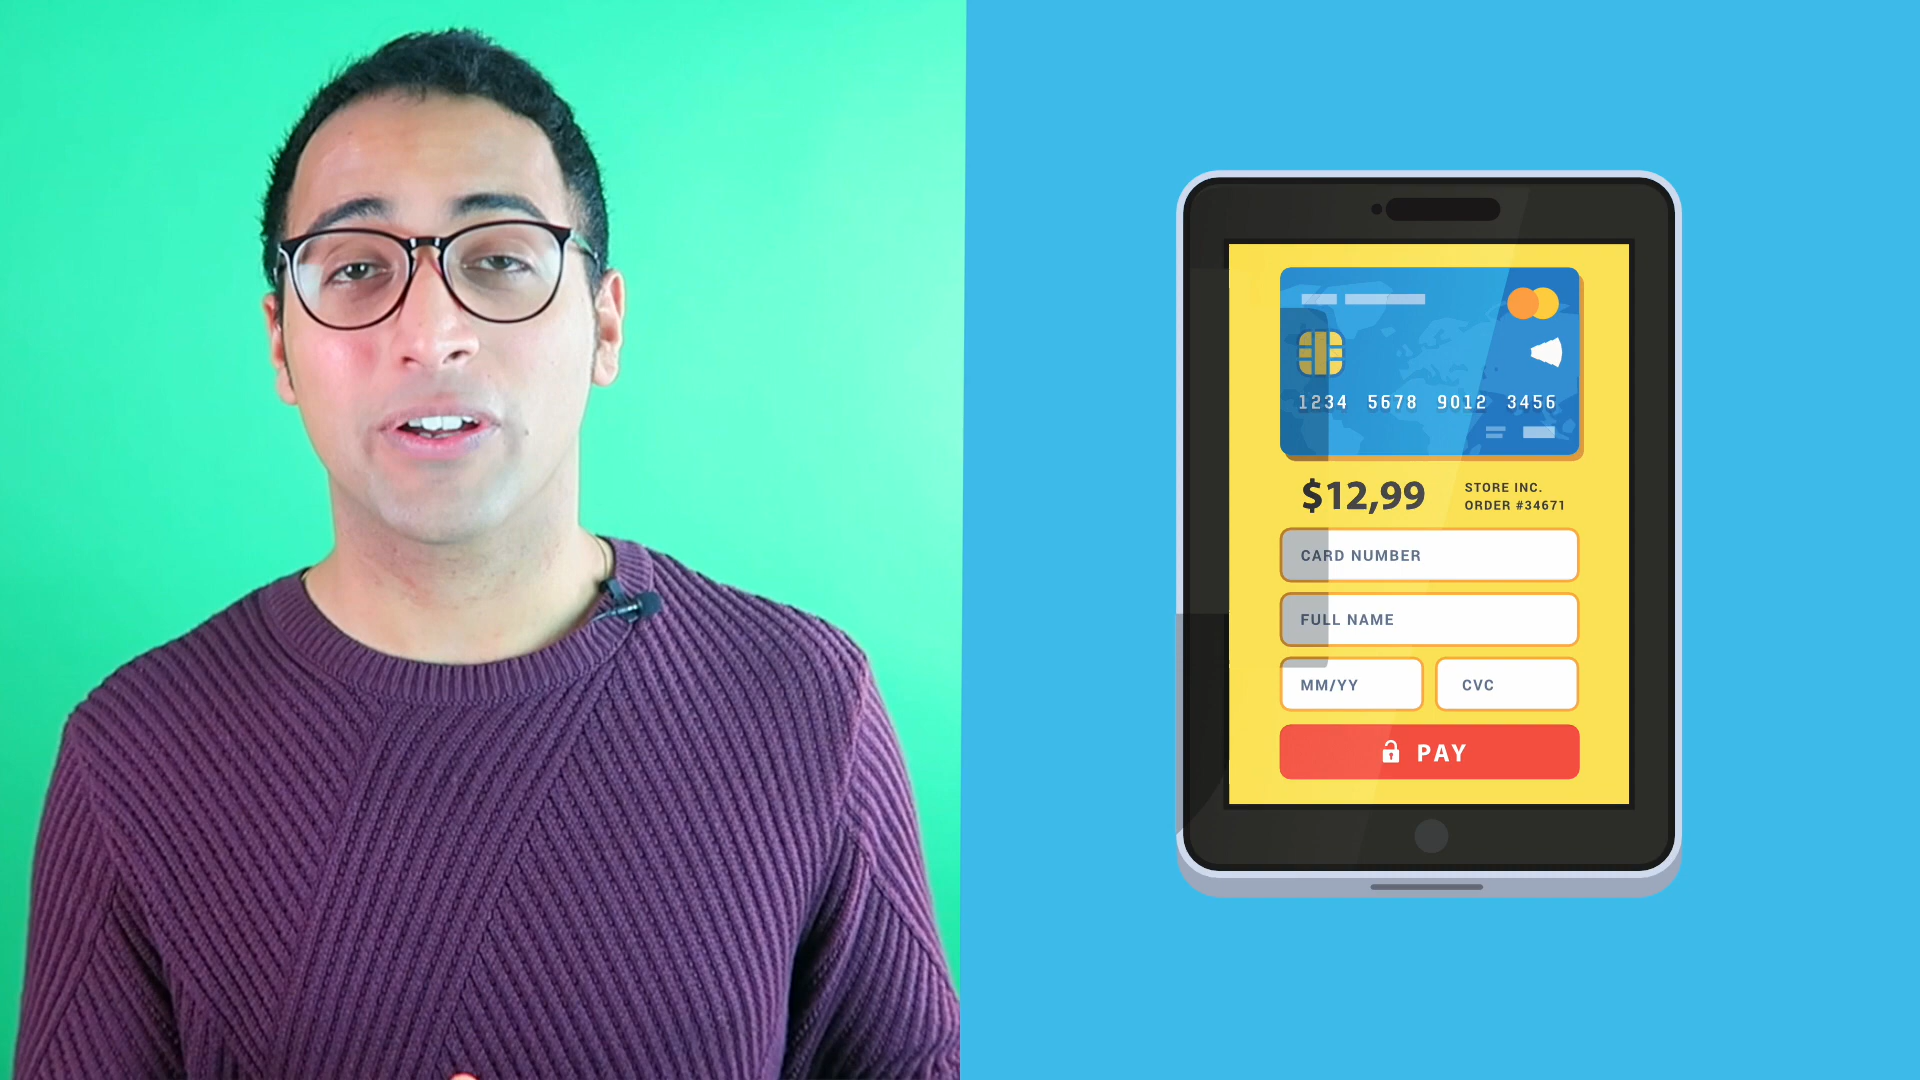 1234 5678 9012 3456
$12,99
STORE INC.
ORDER #34671
CARD NUMBER
FULL NAME
MM/YY
CVC
PAY